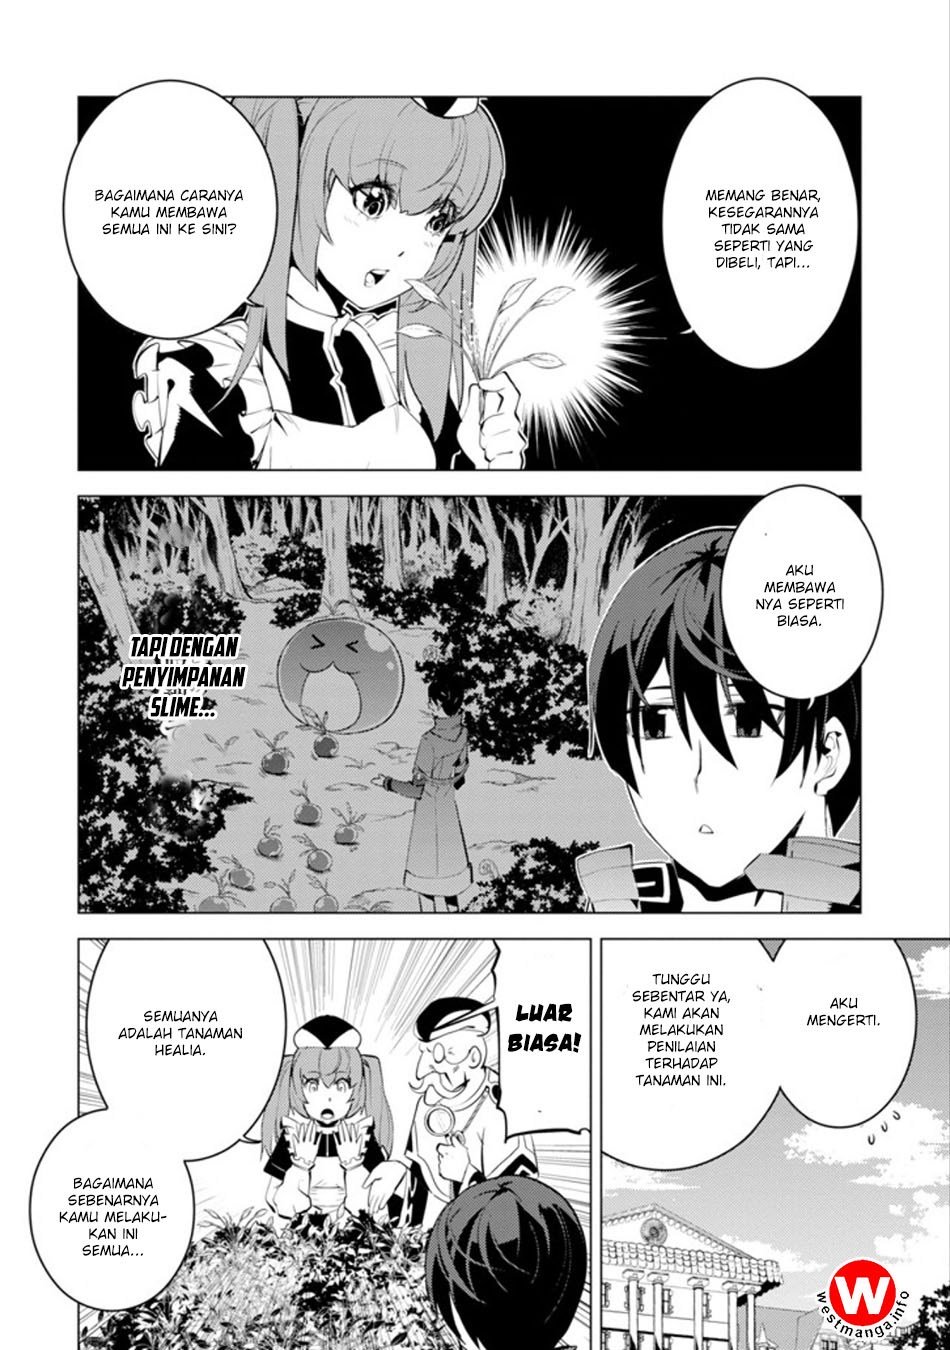 MEMANG BENAR,
KESEGARANNYA
TIDAK SAMA
SEPERTI YANG
DIBELI, TAPI...
BAGAIMANA CARANYA
KAMU MEMBAWA
SEMUA INI KE SINI?
AKU
MEMBAWA
NYA SEPERTI
BIASA.
TAPI DENGAN
PENYIMPANAN
SLIME...
AKU
MENGERTI.
TUNGGU
SEBENTAR YA,
KAMI AKAN
MELAKUKAN
PENILAIAN
TERHADAP
TANAMAN INI.
LUAR
BIASA!
SEMUANYA
ADALAH TANAMAN
HEALIA.
BAGAIMANA
SEBENARNYA
KAMU MELAKU-
KAN INI
SEMUA...
W
westmanga.info